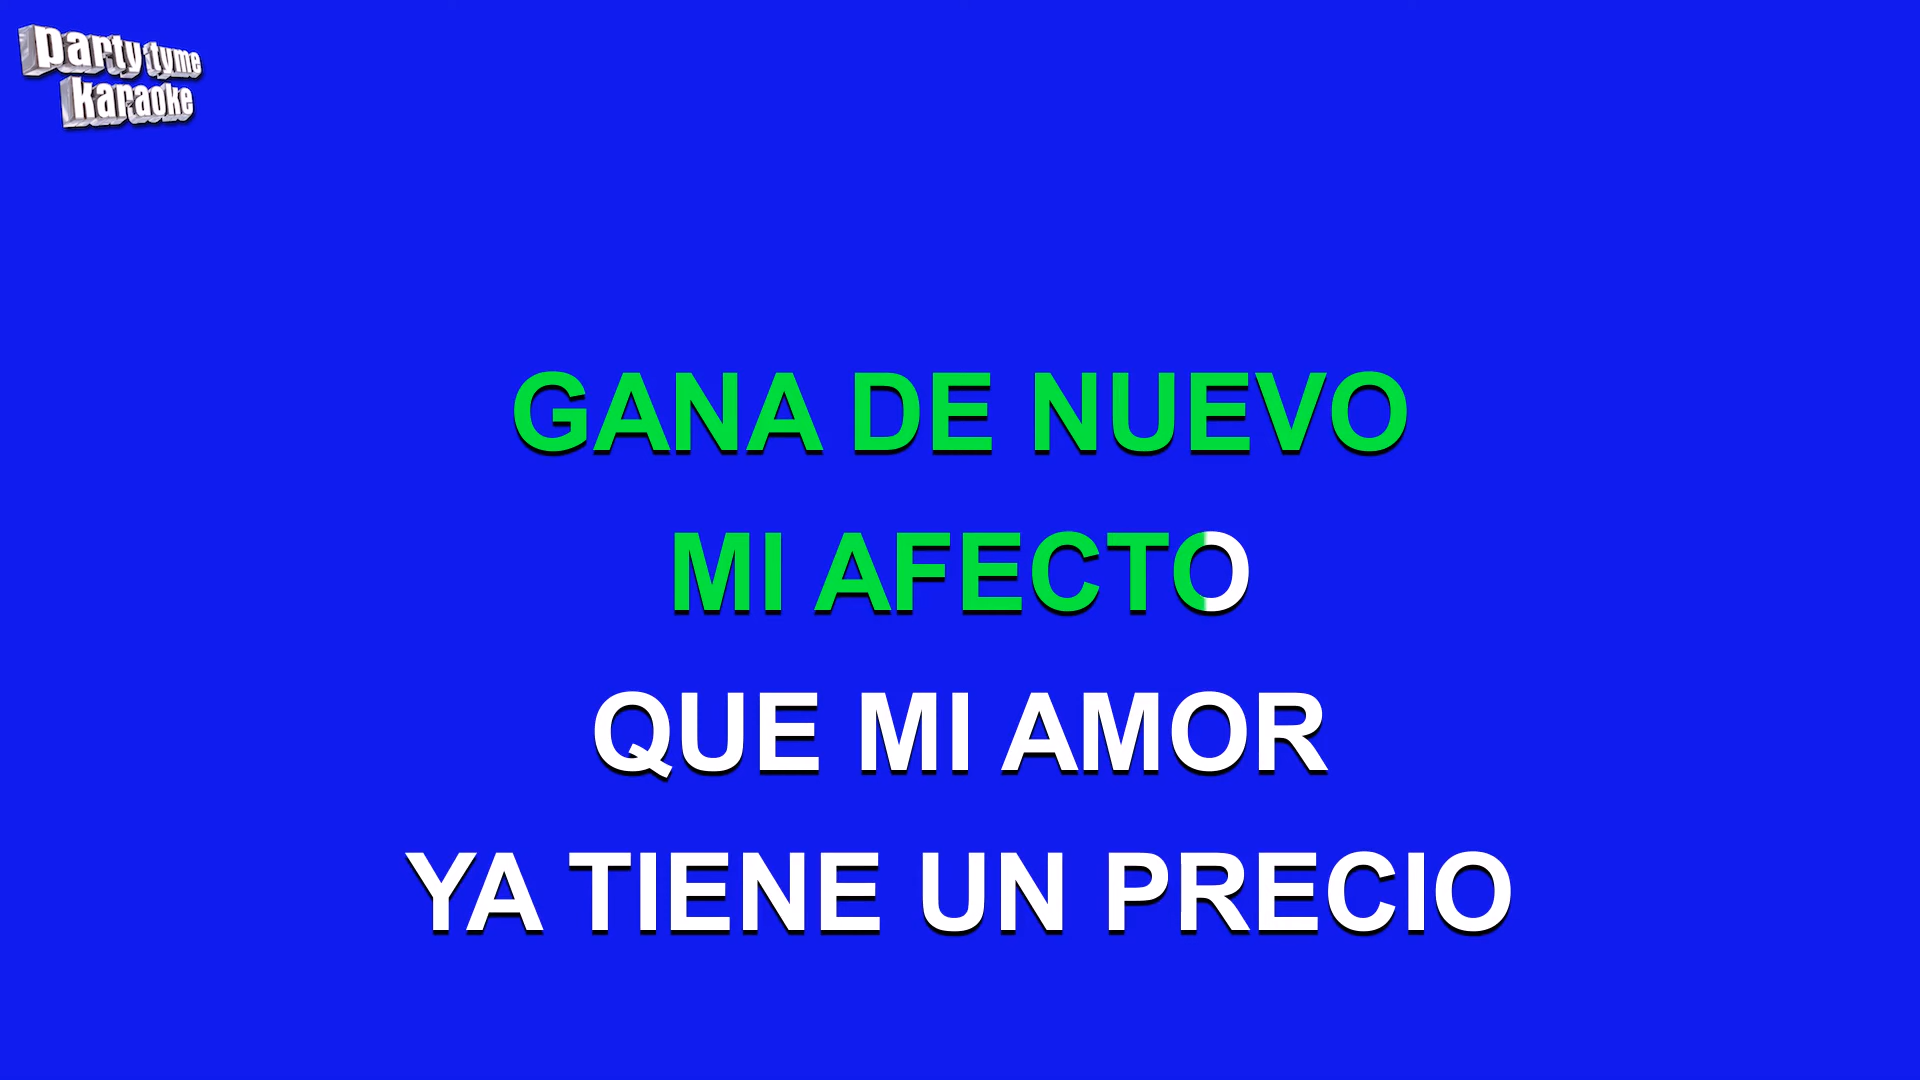 party tyme
karaoke
GANA DE NUEVO
MI AFECTO
QUE MI AMOR
YA TIENE UN PRECIO